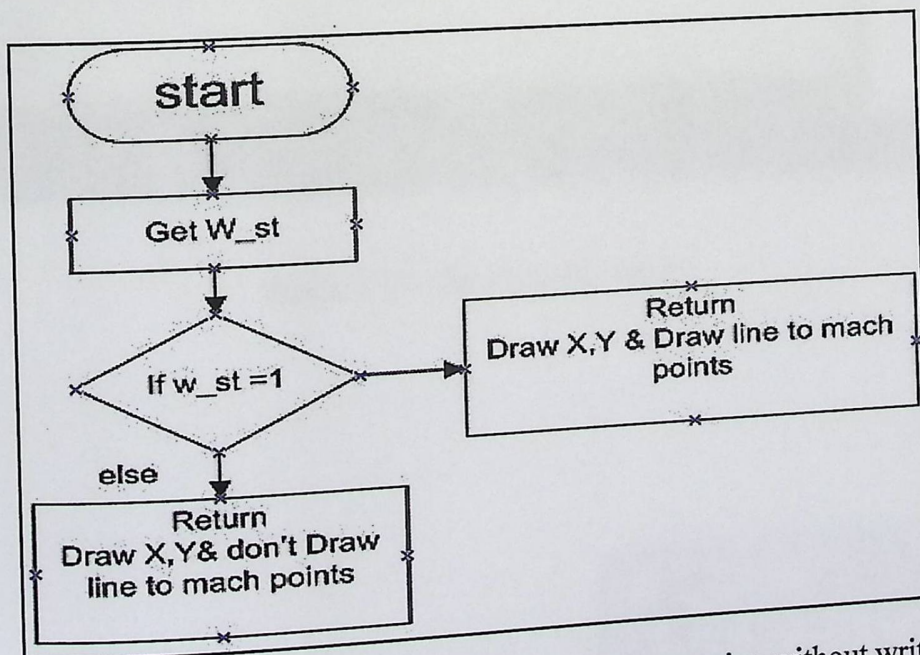 start
Get W_st
If w_st =1
Return
Draw X,Y & Draw line to mach
points
else
Return
Draw X,Y& don't Draw
line to mach points
without